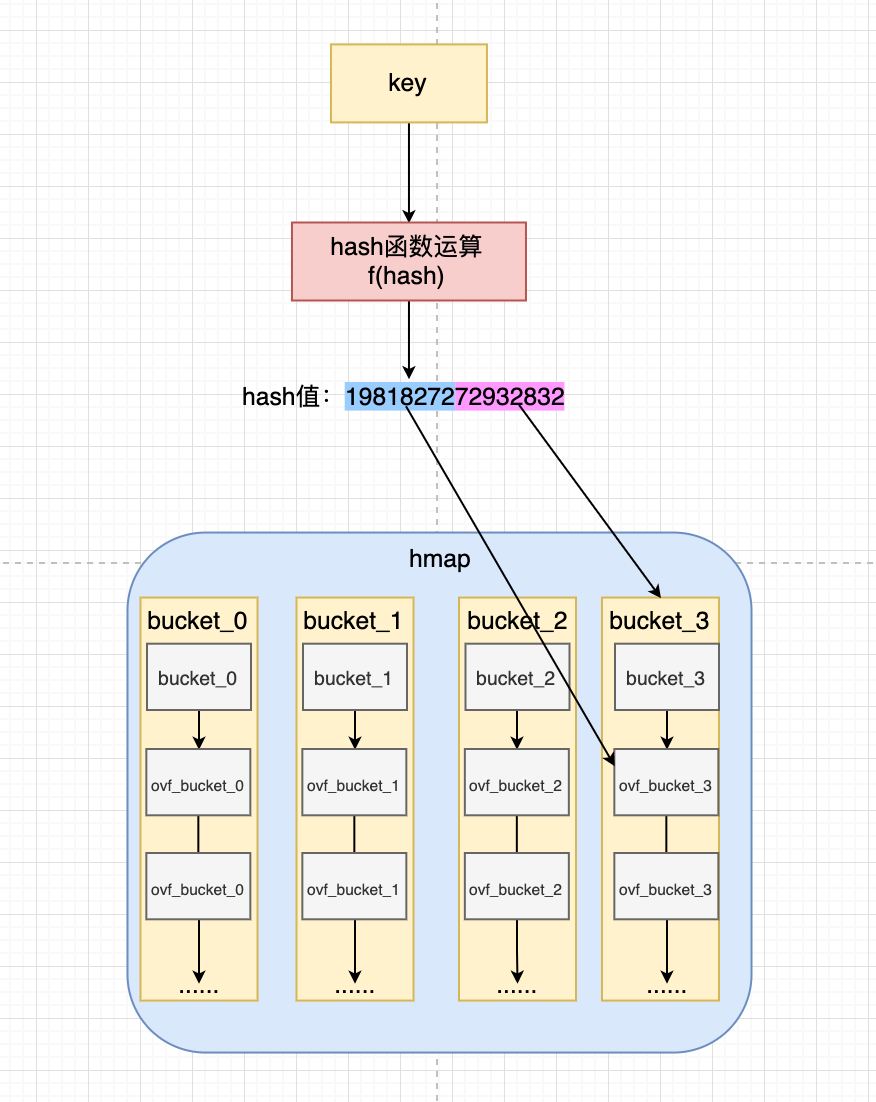 key
hash函数运算
f(hash)
hash值：1981827272932832
hmap
bucket_0
bucket_1
bucket_2
bucket_3
bucket_0
bucket_1
bucket_2
bucket_3
ovf_bucket_0
ovf_bucket_1
ovf_bucket_2
ovf_bucket_3
ovf_bucket_0
ovf_bucket_1
ovf_bucket_2
ovf_bucket_3
......
......
......
......